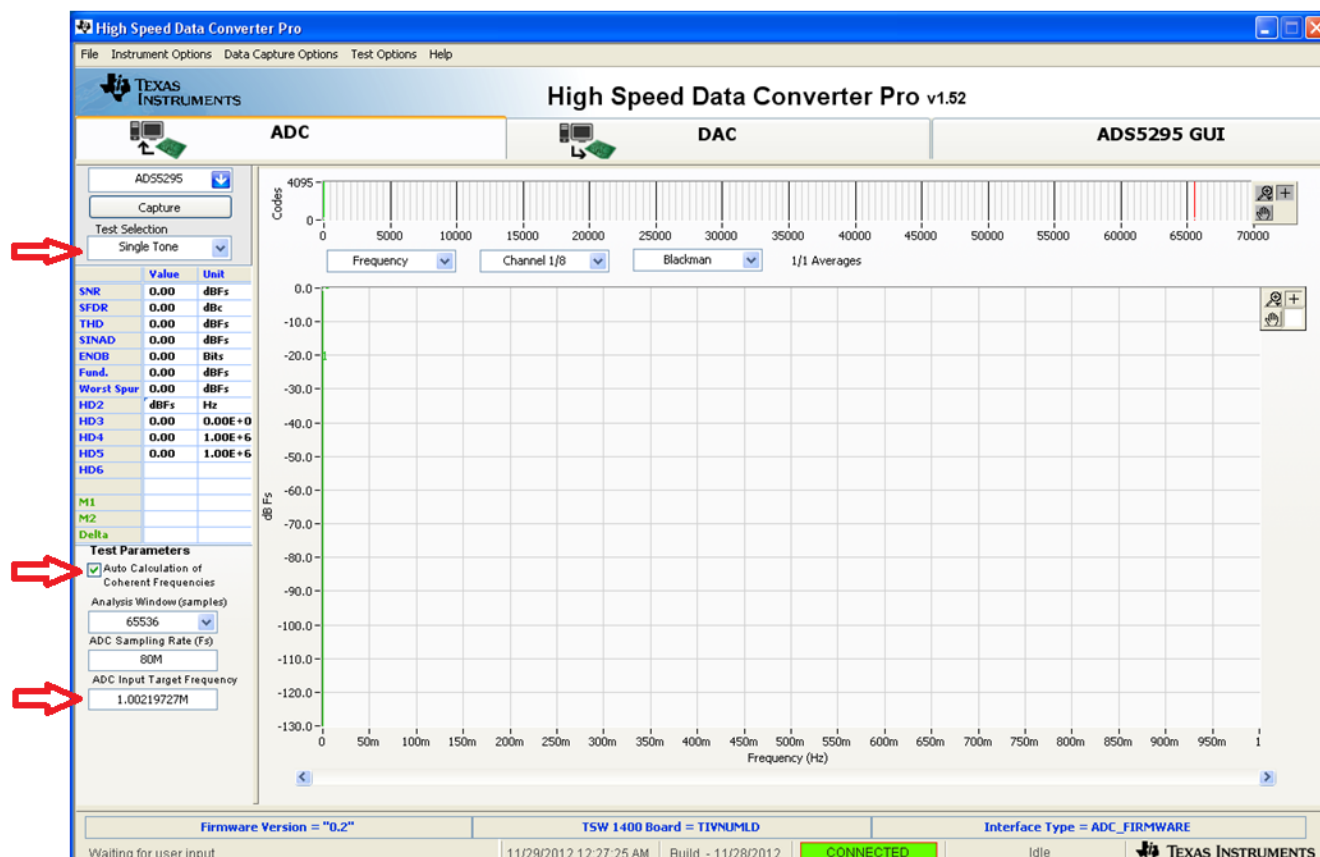 High Speed Data Converter Pro
File Instrument Options Data Capture Options Test Options Help
TEXAS INSTRUMENTS
High Speed Data Converter Pro v1.52
ADC
DAC
ADS5295 GUI
ADS5295
Capture
Test Selection
Single Tone
Value Unit
SNR 0.00 dBFs
SFDR 0.00 dBc
THD 0.00 dBFs
SINAD 0.00 dBFs
ENOB 0.00 Bits
Fund. 0.00 dBFs
Worst Spur 0.00 dBFs
HD2 dBFs Hz
HD3 0.00 0.00E+0
HD4 0.00 1.00E+6
HD5 0.00 1.00E+6
HD6
M1
M2
Delta
Test Parameters
Auto Calculation of
Coherent Frequencies
Analysis Window (samples)
65536
ADC Sampling Rate (Fs)
80M
ADC Input Target Frequency
1.00219727M
Codes
4095
0
0 5000 10000 15000 20000 25000 30000 35000 40000 45000 50000 55000 60000 65000 70000
Frequency Channel 1/8 Blackman 1/1 Averages
dB Fs
0.0
-10.0
-20.0
1
-30.0
-40.0
-50.0
-60.0
-70.0
-80.0
-90.0
-100.0
-110.0
-120.0
-130.0
0 50m 100m 150m 200m 250m 300m 350m 400m 450m 500m 550m 600m 650m 700m 750m 800m 850m 900m 950m 1
Frequency (Hz)
Firmware Version = "0.2" TSW 1400 Board = TIVNUMLD Interface Type = ADC_FIRMWARE
Waiting for user input 11/29/2012 12:27:25 AM Build - 11/28/2012 CONNECTED Idle TEXAS INSTRUMENTS